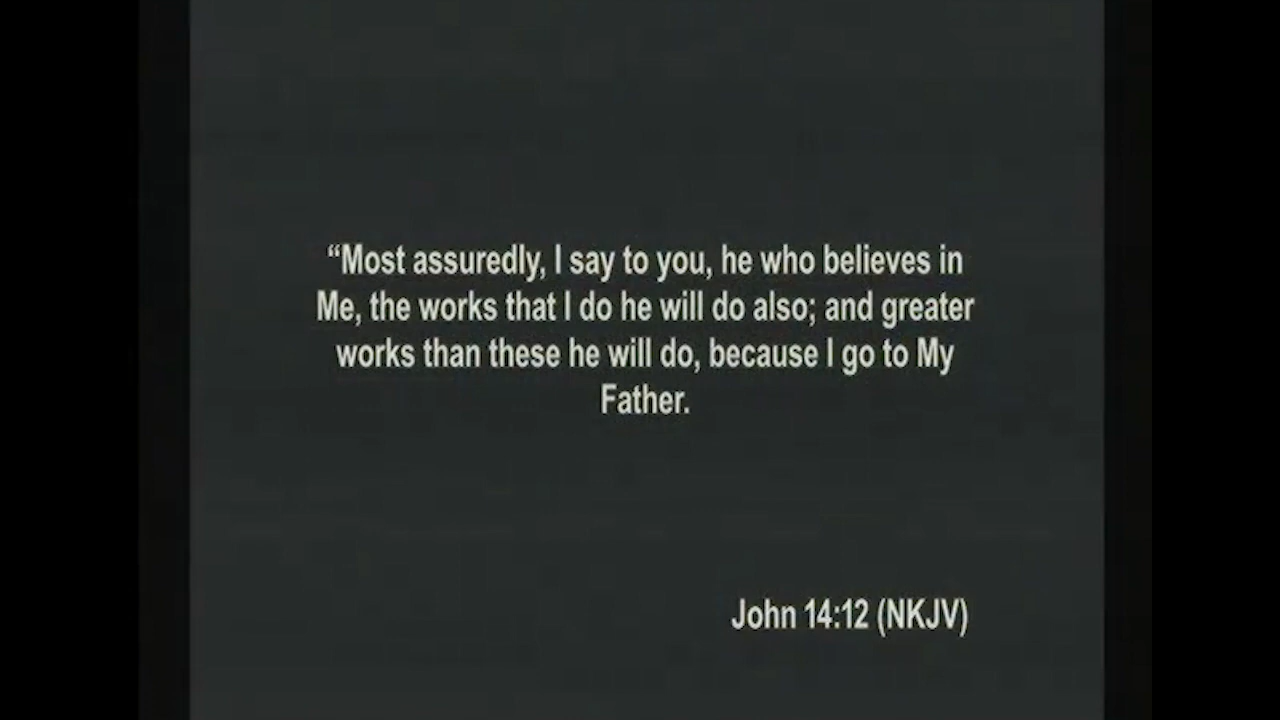 “Most assuredly, I say to you, he who believes in
Me, the works that I do he will do also; and greater
works than these he will do, because I go to My
Father.
John 14:12 (NKJV)